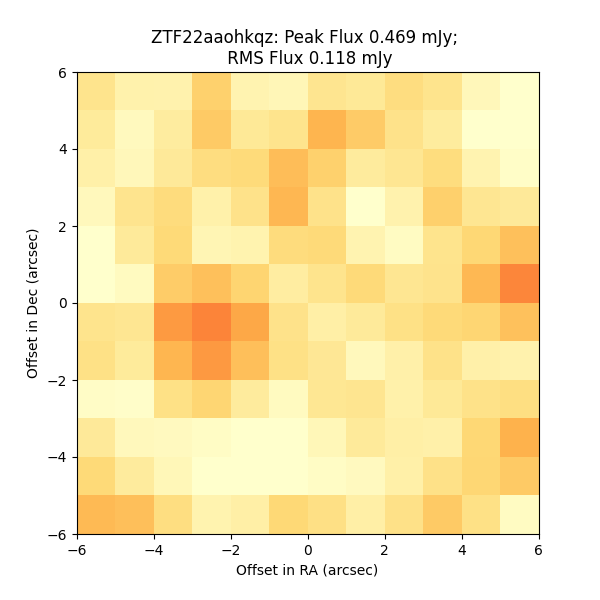 ZTF22aaohkqz: Peak Flux 0.469 mJy;
RMS Flux 0.118 mJy
6
4
2
0
−2
−4
−6
Offset in Dec (arcsec)
−6 −4 −2 0 2 4 6
Offset in RA (arcsec)